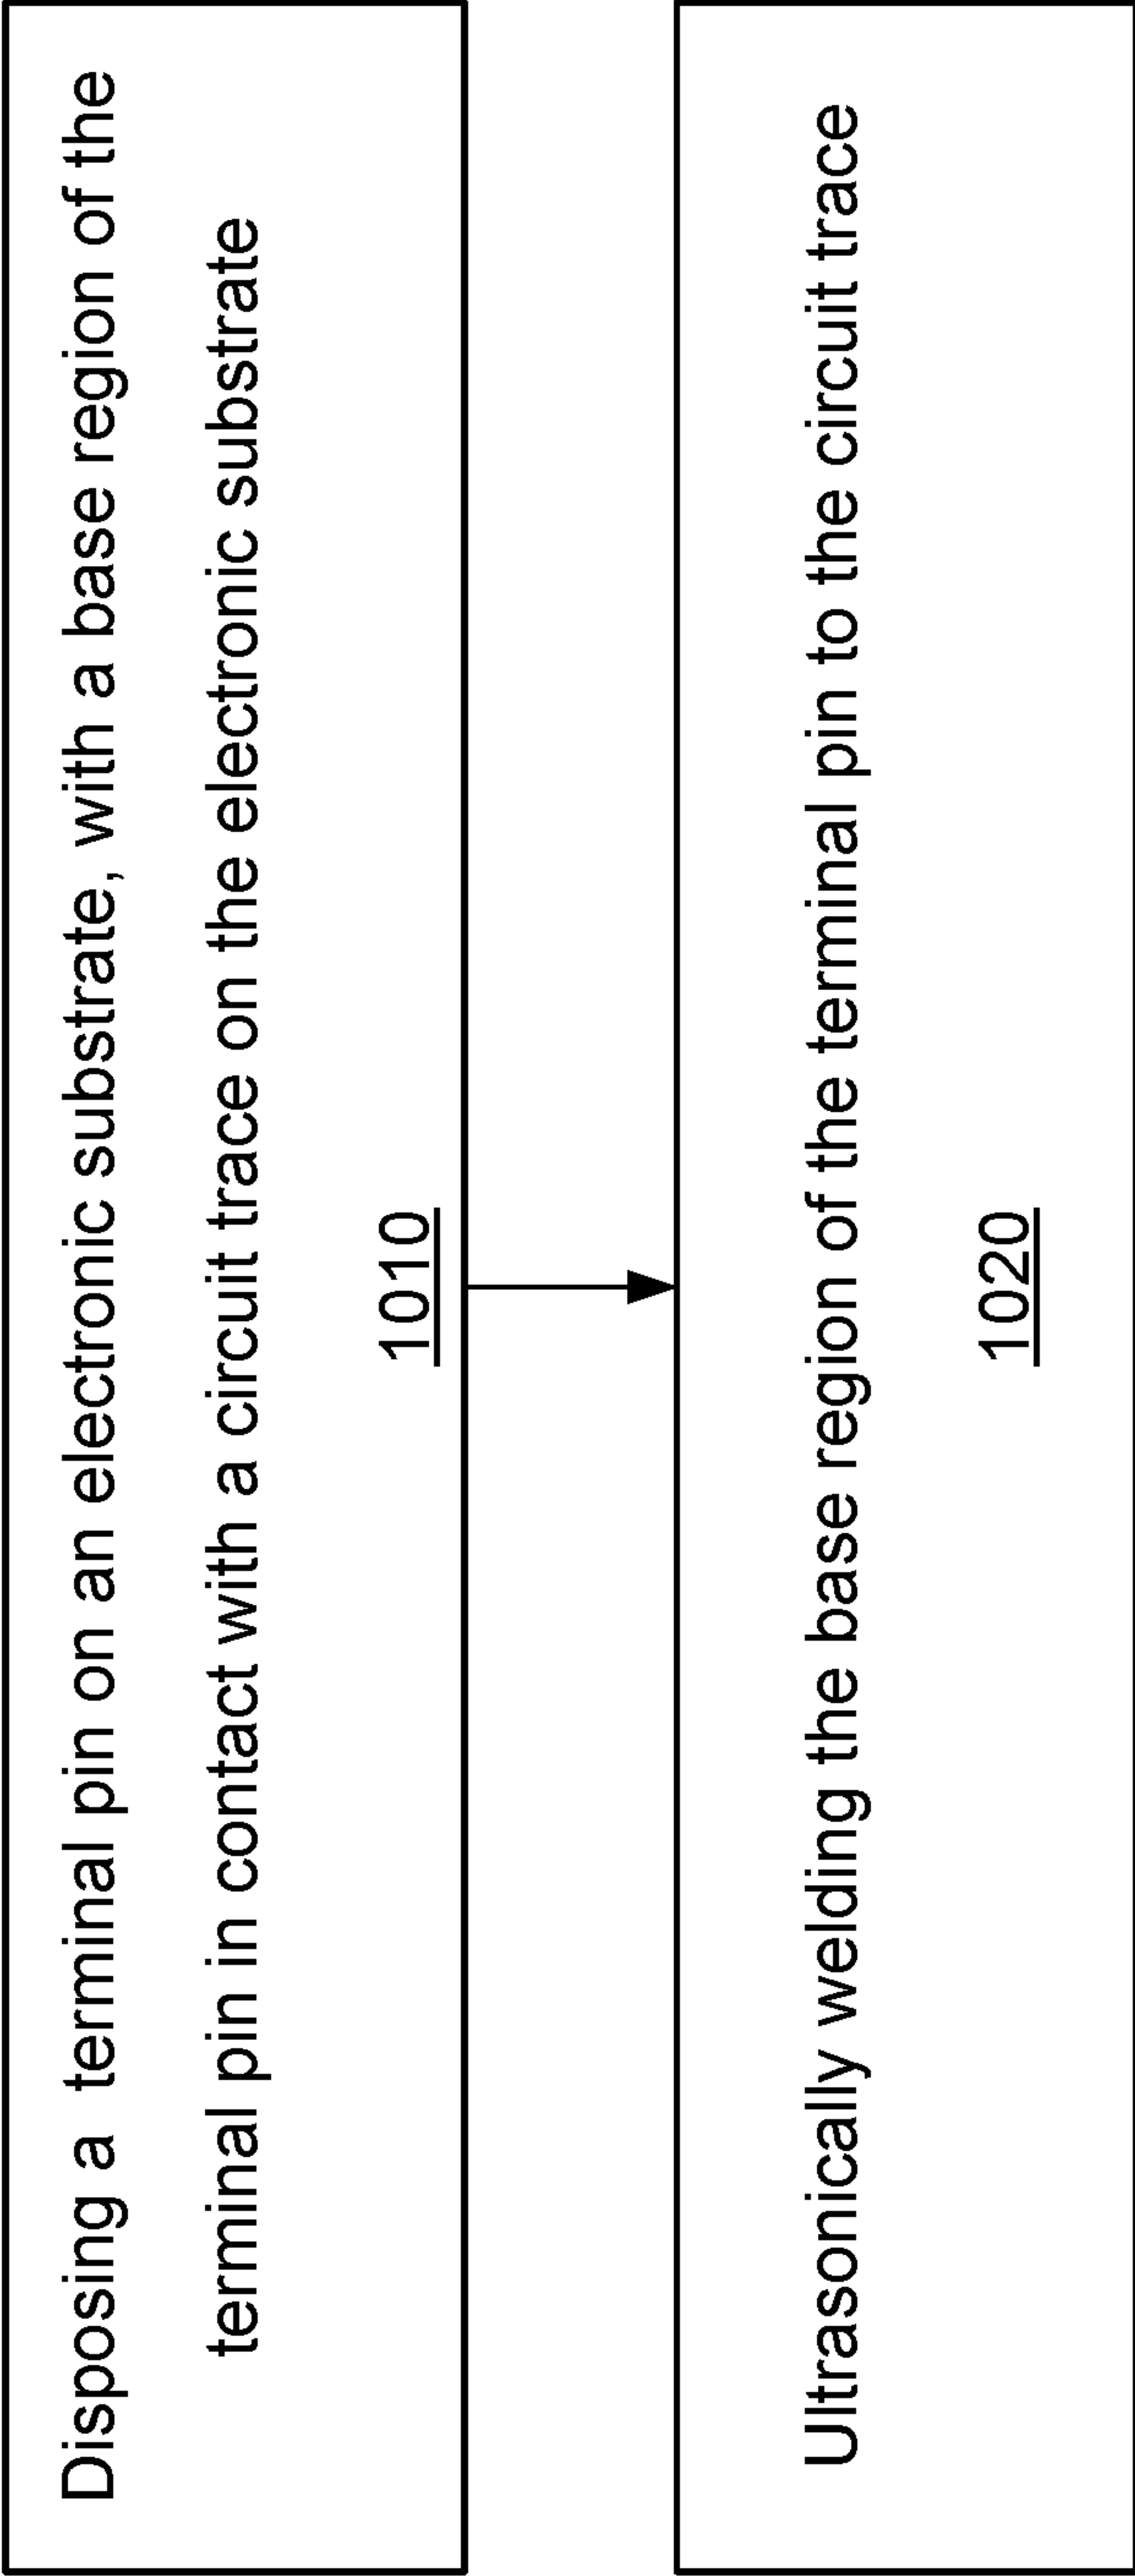 Disposing a terminal pin on an electronic substrate, with a base region of the
terminal pin in contact with a circuit trace on the electronic substrate
1010
Ultrasonically welding the base region of the terminal pin to the circuit trace
1020